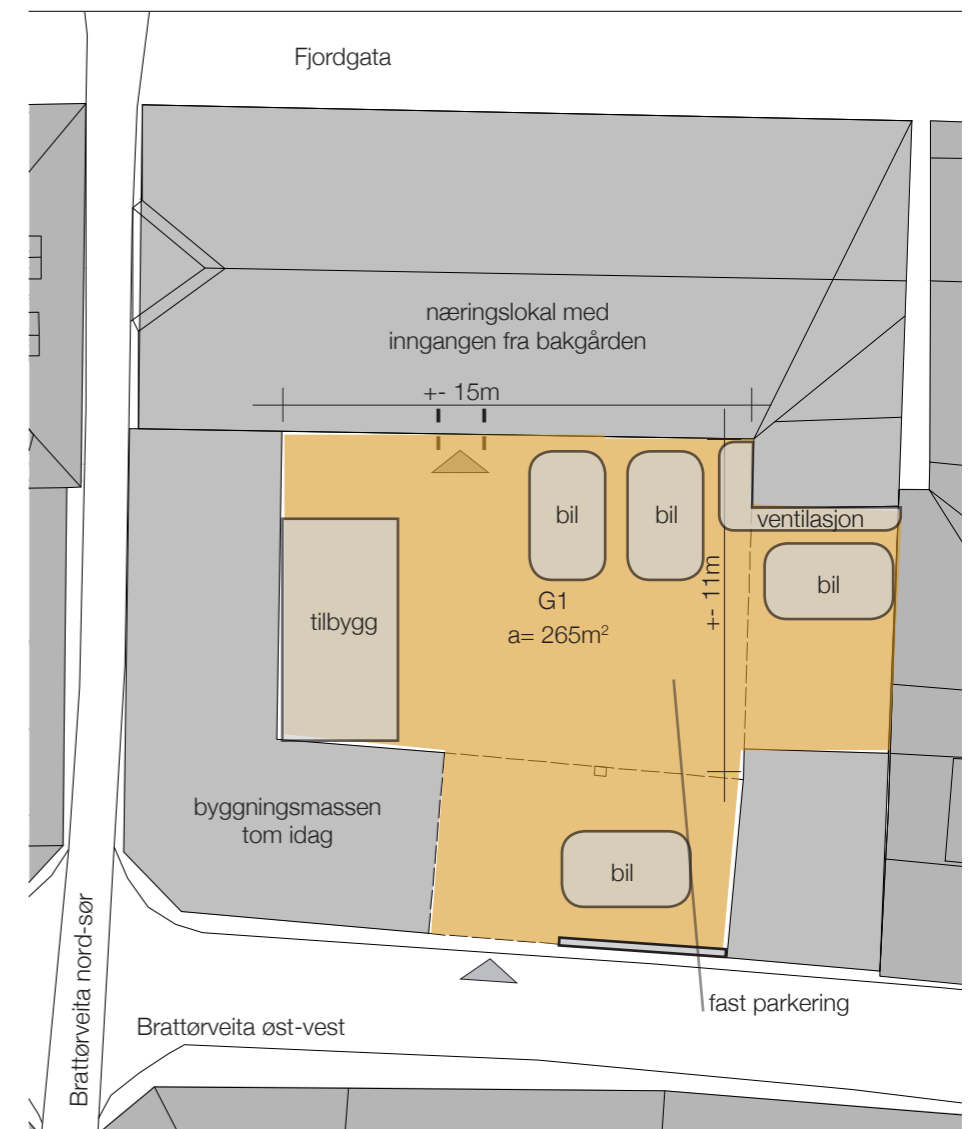 Fjordgata
næringslokal med
inngangen fra bakgården
+- 15m
bil
bil
ventilasjon
+- 11m
bil
G1
a= 265m²
tilbygg
byggningsmassen
tom idag
bil
Brattørveita nord-sør
fast parkering
Brattørveita øst-vest